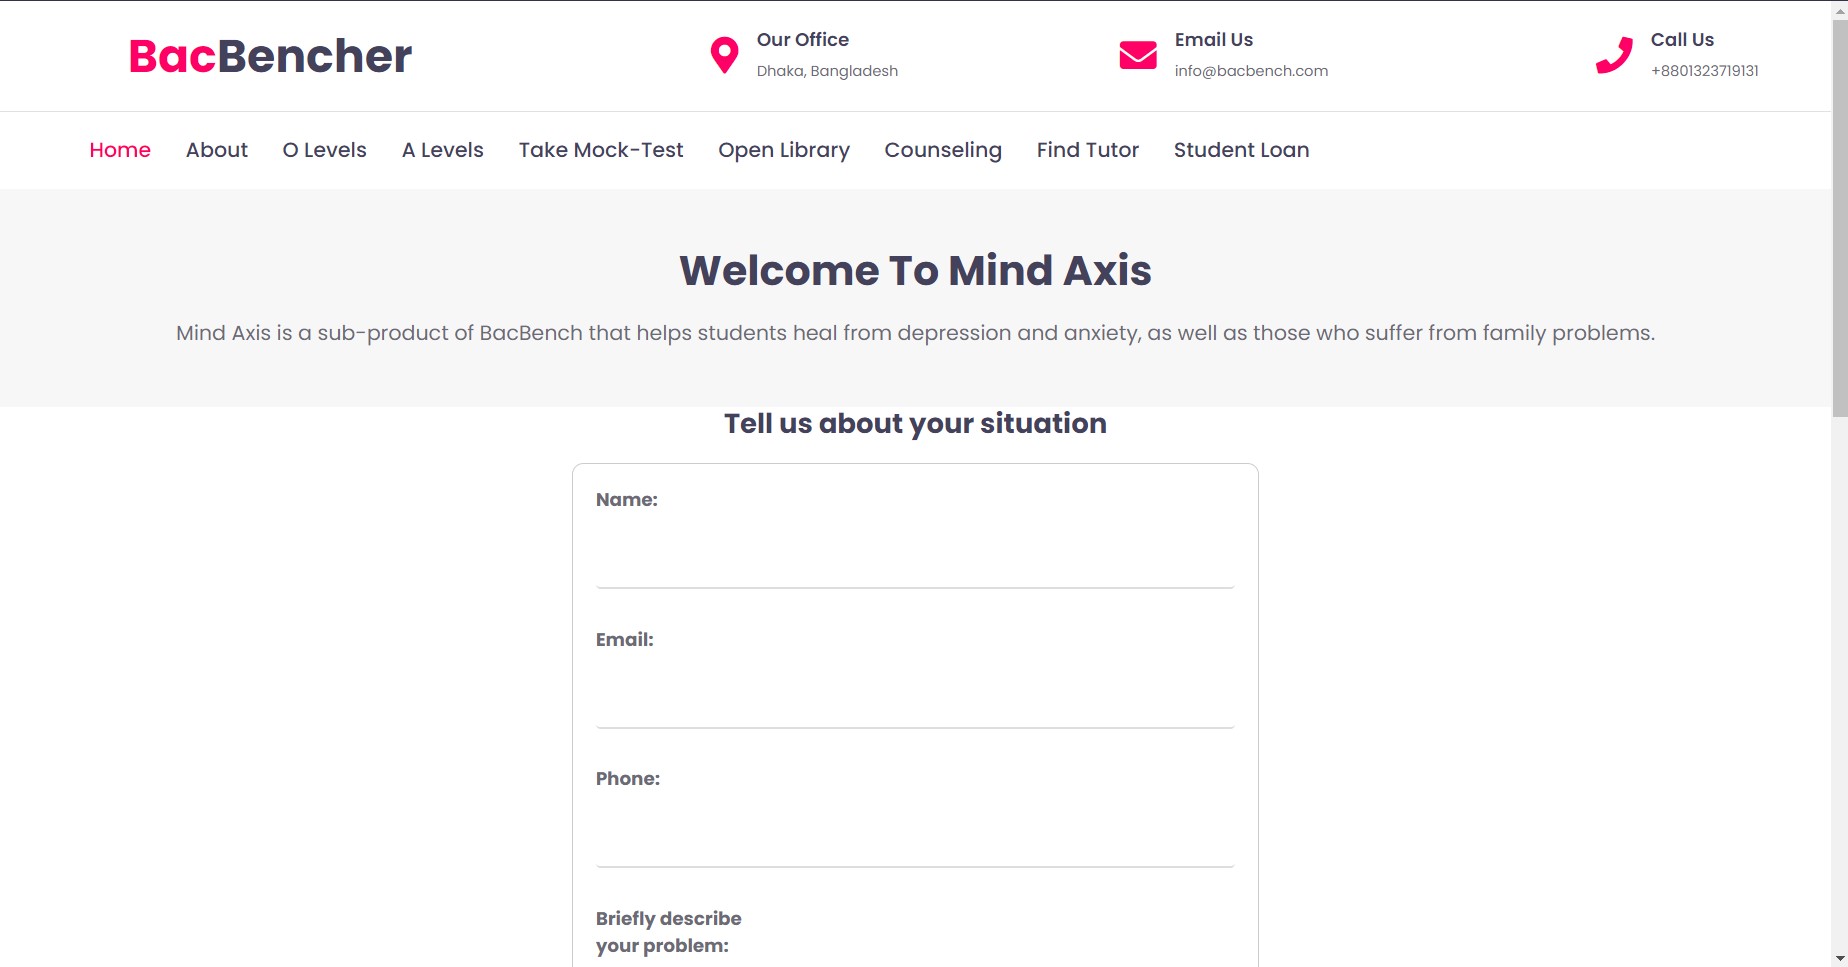 BacBencher
Our Office
Dhaka, Bangladesh
Email Us
info@bacbench.com
Call Us
+8801323719131
Home About O Levels A Levels Take Mock-Test Open Library Counseling Find Tutor Student Loan
Welcome To Mind Axis
Mind Axis is a sub-product of BacBench that helps students heal from depression and anxiety, as well as those who suffer from family problems.
Tell us about your situation
Name:
Email:
Phone:
Briefly describe
your problem: